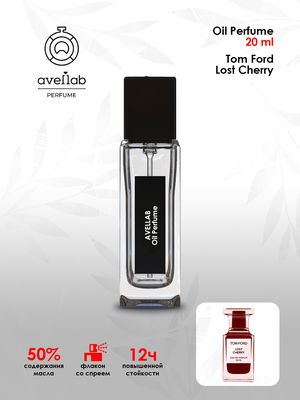 avellab
PERFUME
Oil Perfume
20 ml
Tom Ford
Lost Cherry
AVELLAB
Oil Perfume
50%
содержания
масла
флакон
со спреем
12ч
повышенной
стойкости
TOM FORD
LOST
CHERRY